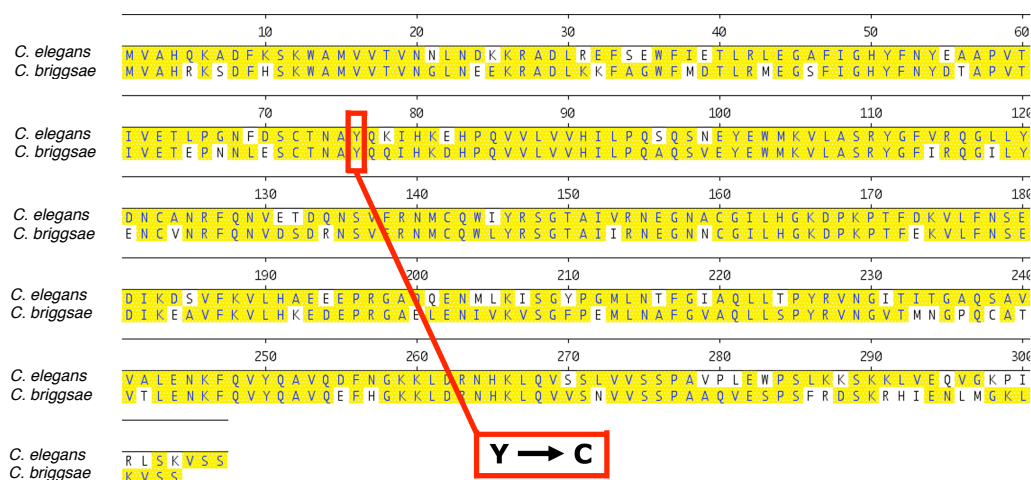 10 20 30 40 50 60
C. elegans MVAHQKADFKSKWAMVVTVNNLNDKKRADLREFSEWFIETLRLEGAFIGHYFNYEAAPVT
C. briggsae MVAHRKSDFHSKWAMVVTVNGLNEEKRADLKKFAGWFMDTLRMEGSFIGHYFNYDTAPVT
70 80 90 100 110 120
C. elegans IVETLPGNFDSCTNAYQKIHKEHPQVVLVVHILPQSQSNEYEWMKVLASRYGFVRQGLLY
C. briggsae IVETEPNNLESCTNAYQQIHKDHPQVVLVVHILPQAQSVEYEWMKVLASRYGFIRQGILY
130 140 150 160 170 180
C. elegans DNCANRFQNVETDQNSVFRNMCQWIYRSGTAIVRNEGNACGILHGKDPKPTFDKVLFNSE
C. briggsae ENCVNRFQNVDSDRNSVFRNMCQWLYRSGTAIIRNEGNNCGILHGKDPKPTFEKVLFNSE
190 200 210 220 230 240
C. elegans DIKDSVFKVLHAEEEPRGADQENMLKISGYPGMLNTFGIAQLLTPYRVNGITITGAQSAV
C. briggsae DIKEAVFKVLHKEDEPRGAELENIVKVSGFPEMLNAFGVAQLLSPYRVNGVTMNGPQCAT
250 260 270 280 290 300
C. elegans VALENKFQVYQAVQDFNGKKLDRNHKLQVSSLVVSSPAVPLEWPSLKKSKKLVEQVGKPI
C. briggsae VTLENKFQVYQAVQEFHGKKLDRNHKLQVVSNVVSSPAAQVESPSFRDSKRHIENLMGKL
C. elegans RLSKVSS
C. briggsae KVSS
Y → C